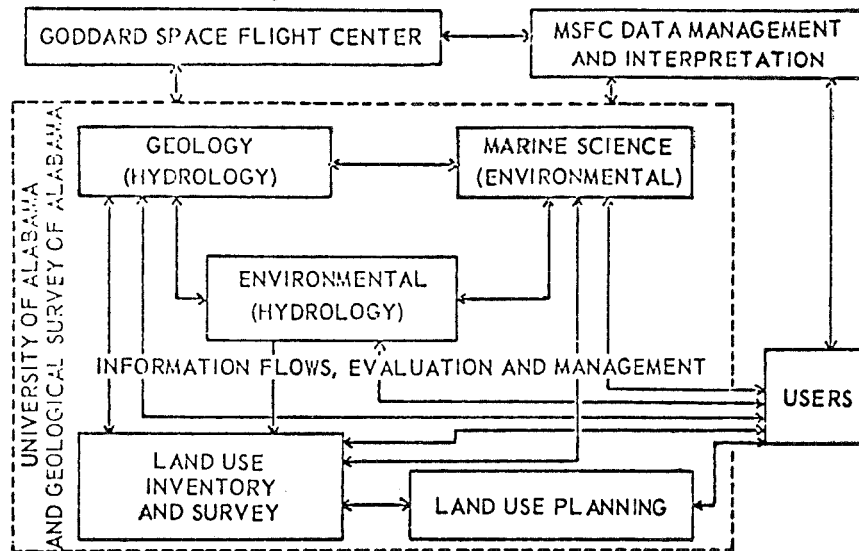 GODDARD SPACE FLIGHT CENTER
MSFC DATA MANAGEMENT
AND INTERPRETATION
UNIVERSITY OF ALABAMA
AND GEOLOGICAL SURVEY OF ALABAMA
GEOLOGY
(HYDROLOGY)
MARINE SCIENCE
(ENVIRONMENTAL)
ENVIRONMENTAL
(HYDROLOGY)
INFORMATION FLOWS, EVALUATION AND MANAGEMENT
USERS
LAND USE
INVENTORY
AND SURVEY
LAND USE PLANNING